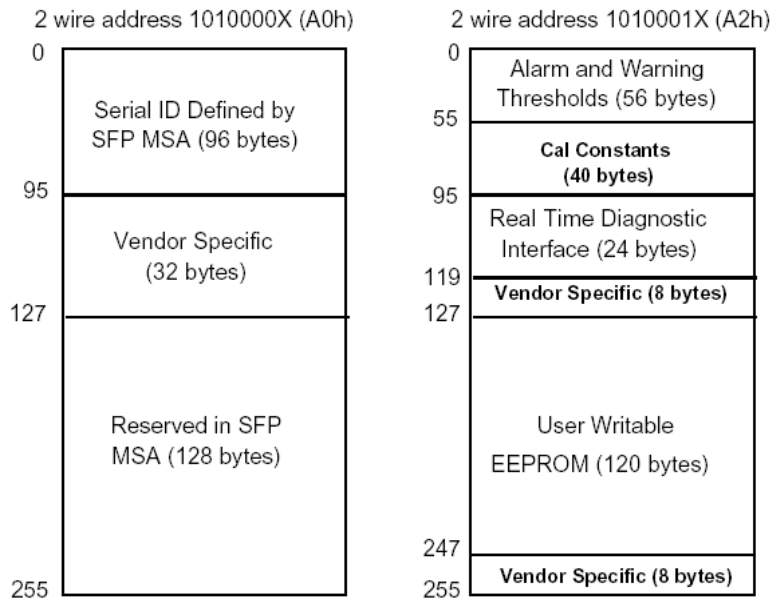 2 wire address 1010000X (A0h)
0
Serial ID Defined by
SFP MSA (96 bytes)
95
Vendor Specific
(32 bytes)
127
Reserved in SFP
MSA (128 bytes)
255
2 wire address 1010001X (A2h)
0
Alarm and Warning
Thresholds (56 bytes)
55
Cal Constants
(40 bytes)
95
Real Time Diagnostic
Interface (24 bytes)
119
Vendor Specific (8 bytes)
127
User Writable
EEPROM (120 bytes)
247
Vendor Specific (8 bytes)
255